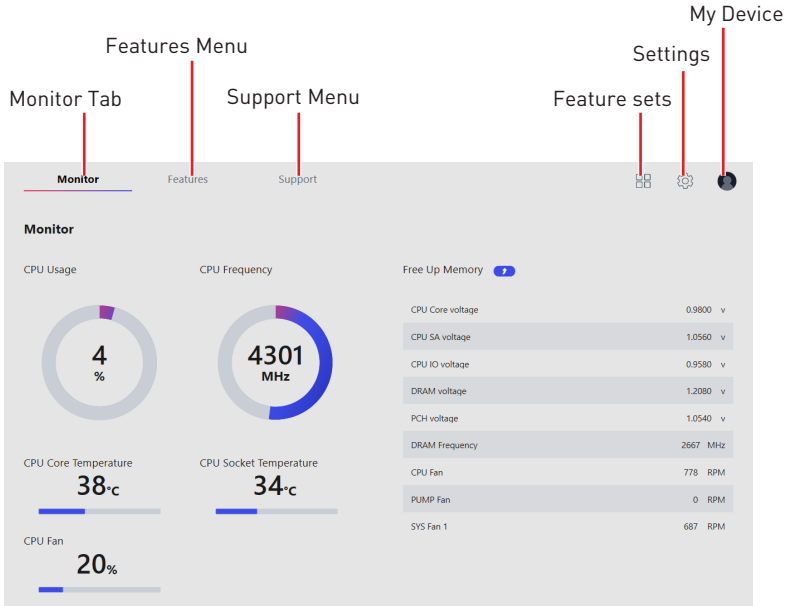 My Device
Features Menu
Settings
Monitor Tab
Support Menu
Feature sets
Monitor
Features
Support
Monitor
CPU Usage
CPU Frequency
Free Up Memory
4
%
4301
MHz
CPU Core voltage 0.9800 v
CPU SA voltage 1.0560 v
CPU IO voltage 0.9580 v
DRAM voltage 1.2080 v
PCH voltage 1.0540 v
DRAM Frequency 2667 MHz
CPU Fan 778 RPM
PUMP Fan 0 RPM
SYS Fan 1 687 RPM
CPU Core Temperature
38°C
CPU Socket Temperature
34°C
CPU Fan
20%